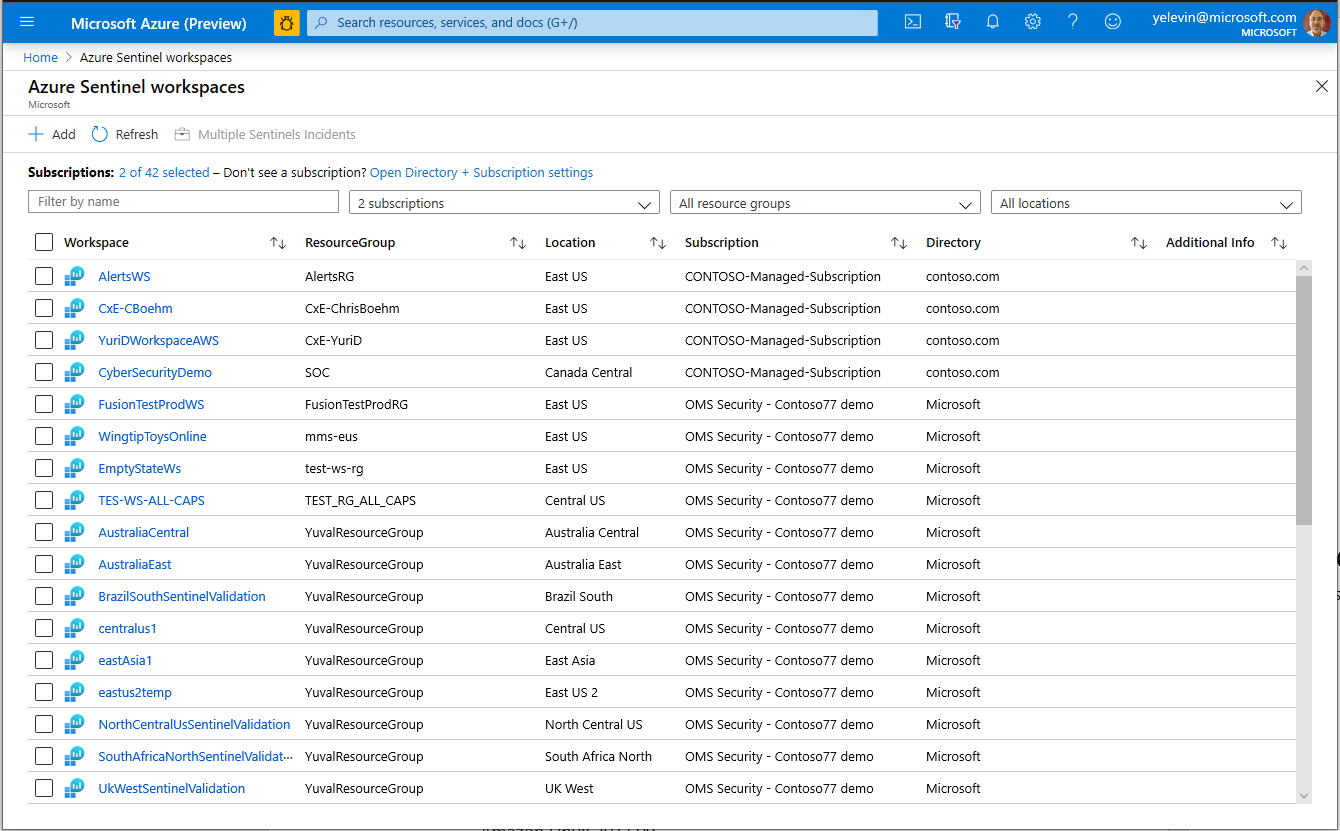 Microsoft Azure (Preview) Search resources, services, and docs (G+/) yelevin@microsoft.com
MICROSOFT
Home > Azure Sentinel workspaces
Azure Sentinel workspaces
Microsoft
Add Refresh Multiple Sentinels Incidents
Subscriptions: 2 of 42 selected – Don't see a subscription? Open Directory + Subscription settings
Filter by name 2 subscriptions All resource groups All locations
Workspace ResourceGroup Location Subscription Directory Additional Info
AlertsWS AlertsRG East US CONTOSO-Managed-Subscription contoso.com
CxE-CBoehm CxE-ChrisBoehm East US CONTOSO-Managed-Subscription contoso.com
YuriDWorkspaceAWS CxE-YuriD East US CONTOSO-Managed-Subscription contoso.com
CyberSecurityDemo SOC Canada Central CONTOSO-Managed-Subscription contoso.com
FusionTestProdWS FusionTestProdRG East US OMS Security - Contoso77 demo Microsoft
WingtipToysOnline mms-eus East US OMS Security - Contoso77 demo Microsoft
EmptyStateWs test-ws-rg East US OMS Security - Contoso77 demo Microsoft
TES-WS-ALL-CAPS TEST_RG_ALL_CAPS Central US OMS Security - Contoso77 demo Microsoft
AustraliaCentral YuvalResourceGroup Australia Central OMS Security - Contoso77 demo Microsoft
AustraliaEast YuvalResourceGroup Australia East OMS Security - Contoso77 demo Microsoft
BrazilSouthSentinelValidation YuvalResourceGroup Brazil South OMS Security - Contoso77 demo Microsoft
centralus1 YuvalResourceGroup Central US OMS Security - Contoso77 demo Microsoft
eastAsia1 YuvalResourceGroup East Asia OMS Security - Contoso77 demo Microsoft
eastus2temp YuvalResourceGroup East US 2 OMS Security - Contoso77 demo Microsoft
NorthCentralUsSentinelValidation YuvalResourceGroup North Central US OMS Security - Contoso77 demo Microsoft
SouthAfricaNorthSentinelValidat··· YuvalResourceGroup South Africa North OMS Security - Contoso77 demo Microsoft
UkWestSentinelValidation YuvalResourceGroup UK West OMS Security - Contoso77 demo Microsoft